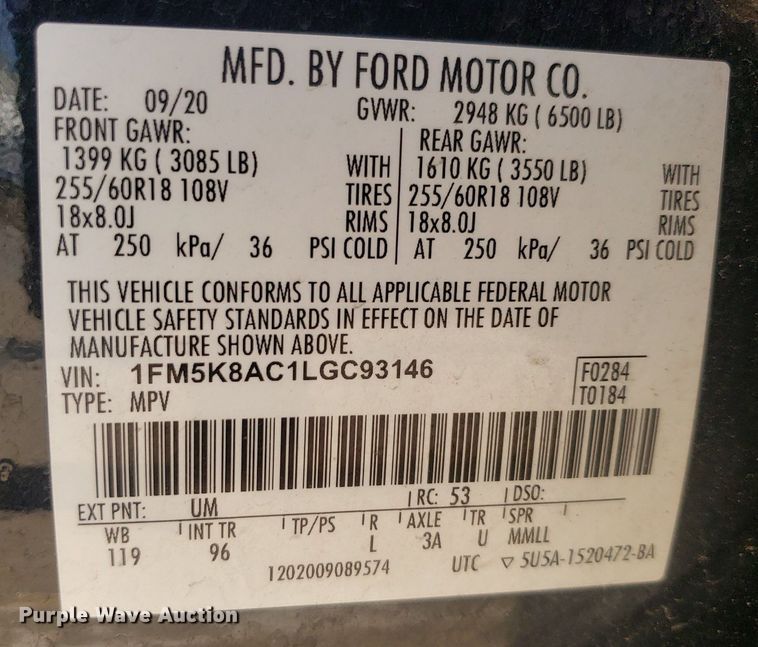 MFD. BY FORD MOTOR CO.
DATE: 09/20 GVWR: 2948 KG ( 6500 LB)
FRONT GAWR: REAR GAWR:
1399 KG ( 3085 LB) WITH 1610 KG ( 3550 LB) WITH
255/60R18 108V TIRES 255/60R18 108V TIRES
18x8.0J RIMS 18x8.0J RIMS
AT 250 kPa/ 36 PSI COLD AT 250 kPa/ 36 PSI COLD
THIS VEHICLE CONFORMS TO ALL APPLICABLE FEDERAL MOTOR
VEHICLE SAFETY STANDARDS IN EFFECT ON THE DATE OF
MANUFACTURE SHOWN ABOVE.
VIN: 1FM5K8AC1LGC93146 F0284
TYPE: MPV T0184
EXT PNT: UM RC: 53 DSO:
WB INT TR TP/PS R AXLE TR SPR
119 96 L 3A U MMLL
1202009089574 UTC ▽ 5U5A-1520472-BA
Purple Wave Auction